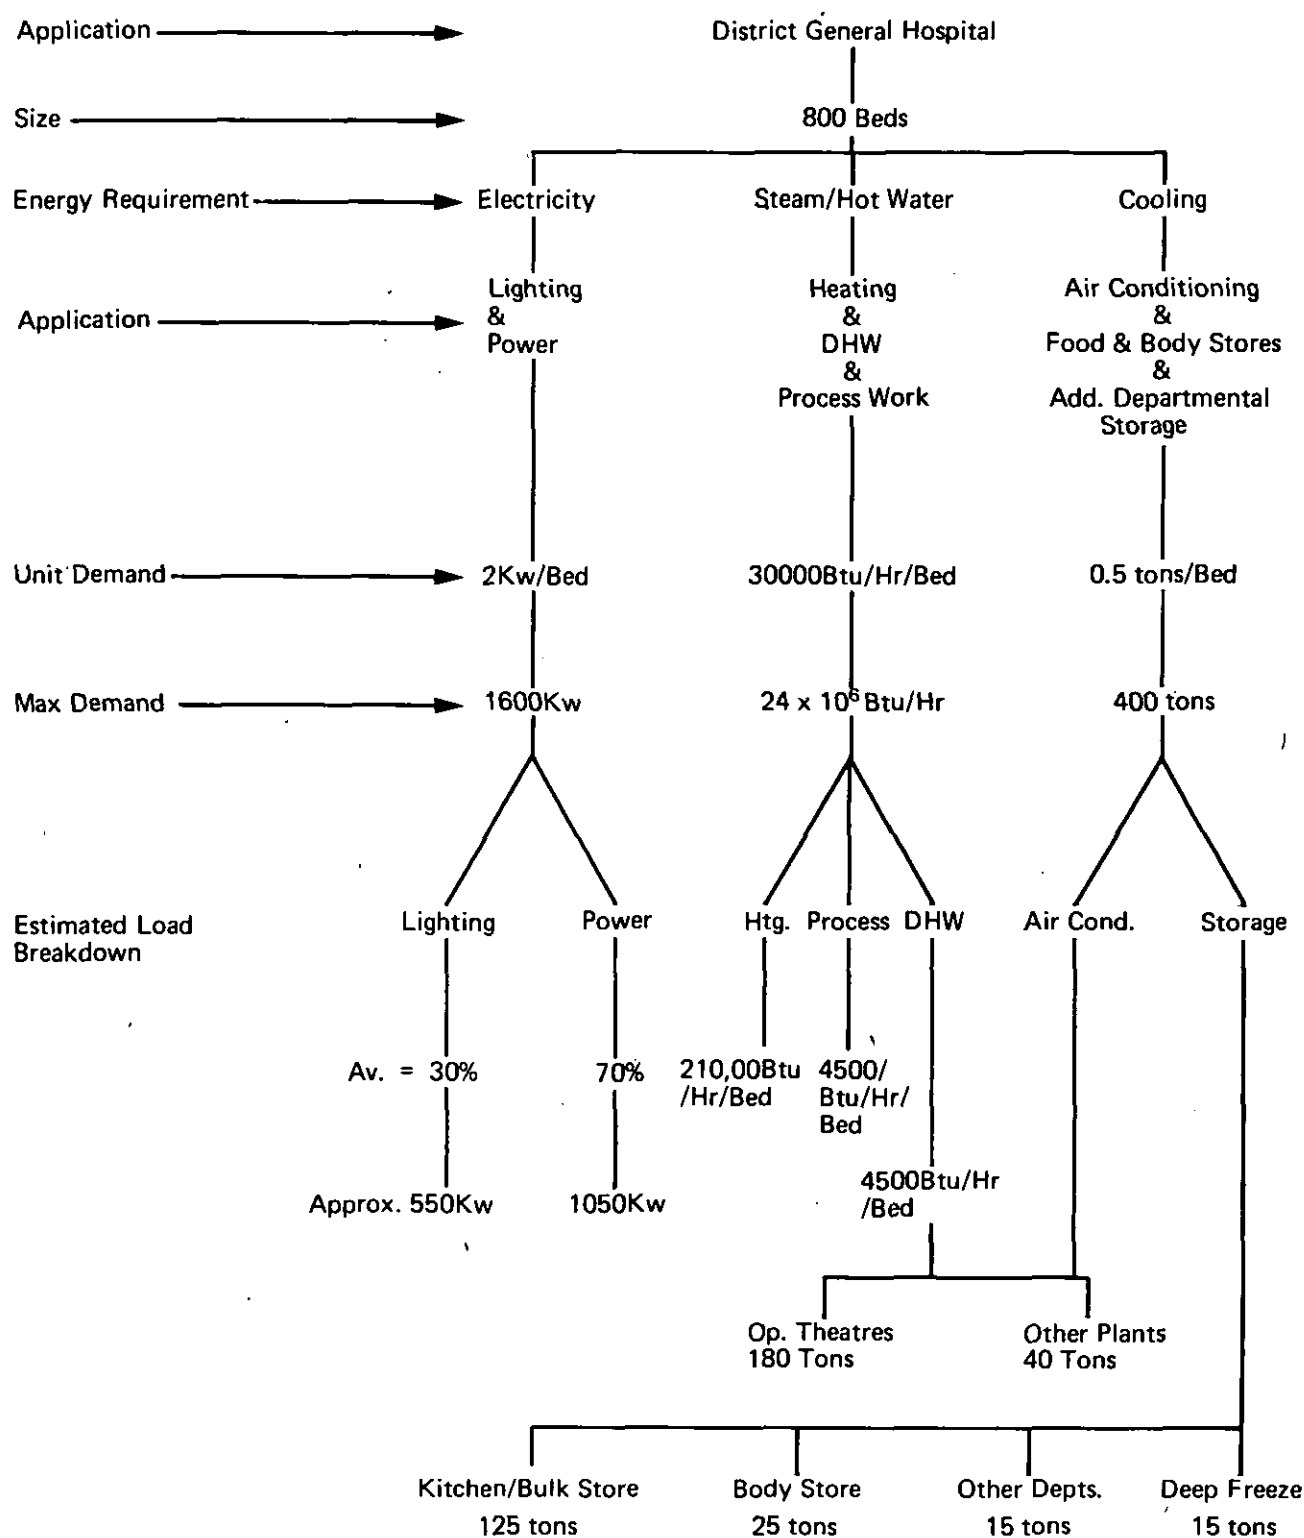 Application
District General Hospital
Size
800 Beds
Energy Requirement
Electricity
Steam/Hot Water
Cooling
Application
Lighting
&
Power
Heating
&
DHW
&
Process Work
Air Conditioning
&
Food & Body Stores
&
Add. Departmental
Storage
Unit Demand
2Kw/Bed
30000Btu/Hr/Bed
0.5 tons/Bed
Max Demand
1600Kw
24 x 10⁶ Btu/Hr
400 tons
Estimated Load
Breakdown
Lighting
Power
Htg.
Process
DHW
Air Cond.
Storage
Av. = 30%
70%
210,00Btu
/Hr/Bed
4500/
Btu/Hr/
Bed
4500Btu/Hr
/Bed
Approx. 550Kw
1050Kw
Op. Theatres
180 Tons
Other Plants
40 Tons
Kitchen/Bulk Store
125 tons
Body Store
25 tons
Other Depts.
15 tons
Deep Freeze
15 tons